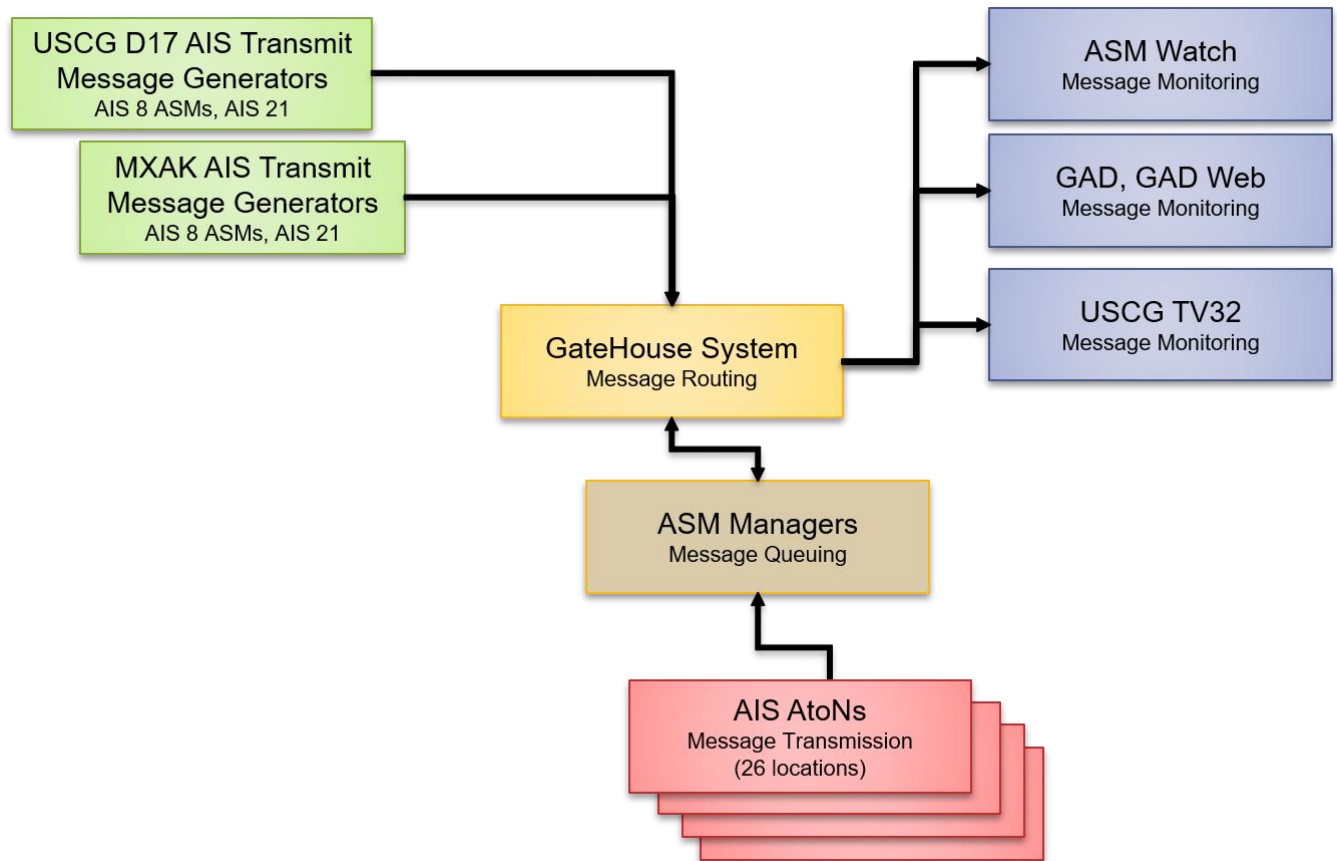 USCG D17 AIS Transmit
Message Generators
AIS 8 ASMs, AIS 21
MXAK AIS Transmit
Message Generators
AIS 8 ASMs, AIS 21
ASM Watch
Message Monitoring
GAD, GAD Web
Message Monitoring
USCG TV32
Message Monitoring
GateHouse System
Message Routing
ASM Managers
Message Queuing
AIS AtoNs
Message Transmission
(26 locations)